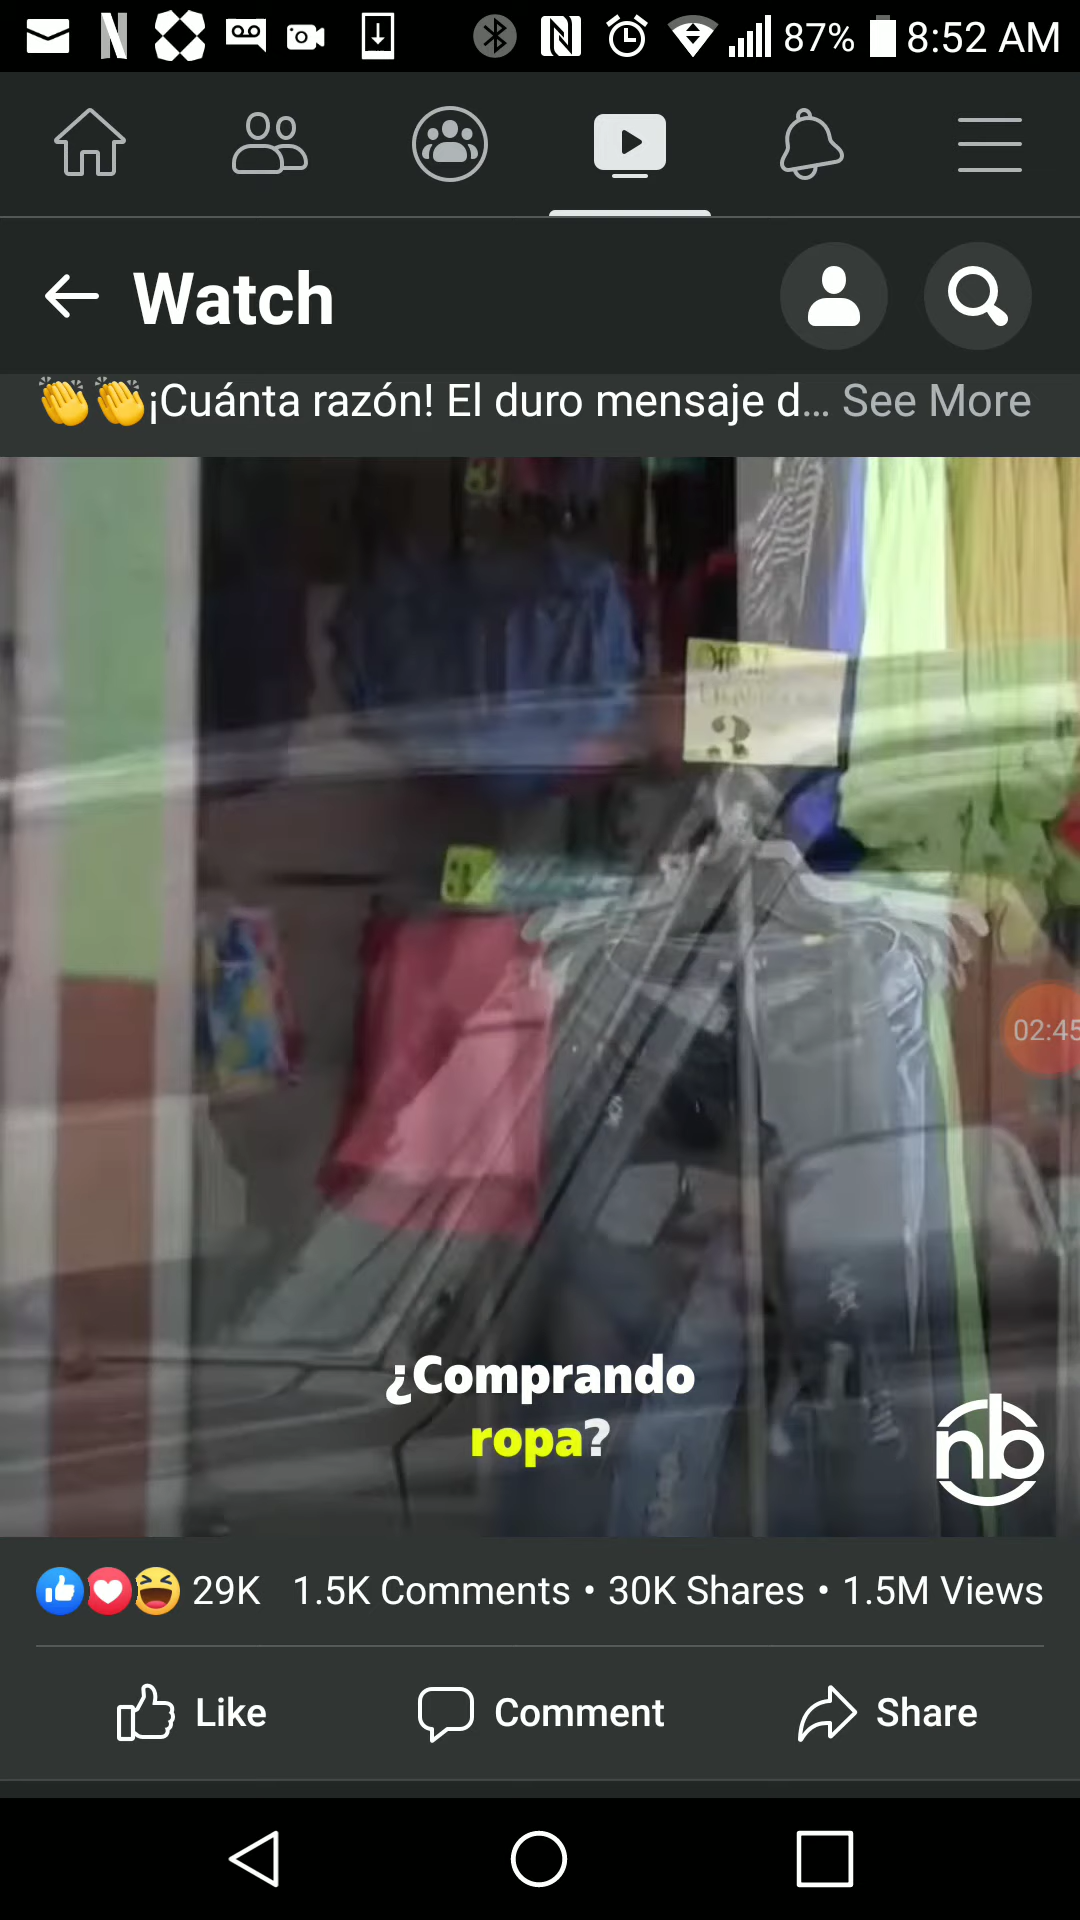 87% 8:52 AM
Watch
👏👏¡Cuánta razón! El duro mensaje d... See More
3
02:45
¿Comprando
ropa?
nb
29K 1.5K Comments • 30K Shares • 1.5M Views
Like Comment Share